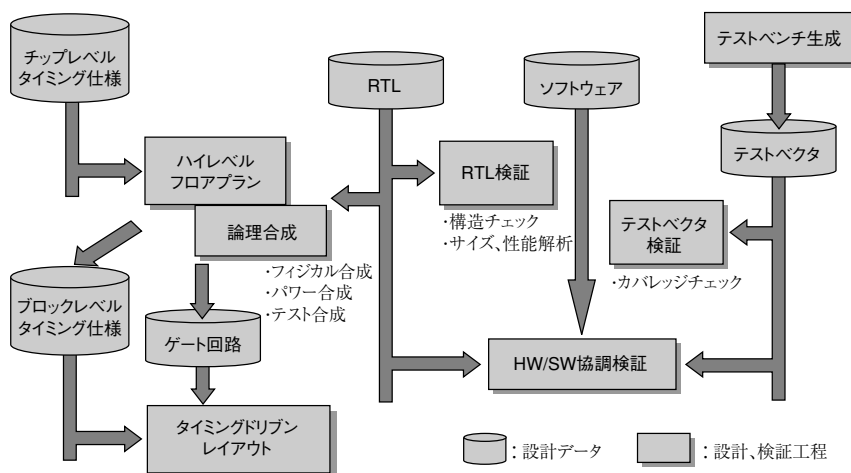 チップレベル
タイミング仕様
RTL
ソフトウェア
テストベンチ生成
ハイレベル
フロアプラン
論理合成
・フィジカル合成
・パワー合成
・テスト合成
RTL検証
・構造チェック
・サイズ、性能解析
テストベクタ
テストベクタ
検証
・カバレッジチェック
ブロックレベル
タイミング仕様
ゲート回路
HW/SW協調検証
タイミングドリブン
レイアウト
：設計データ
：設計、検証工程